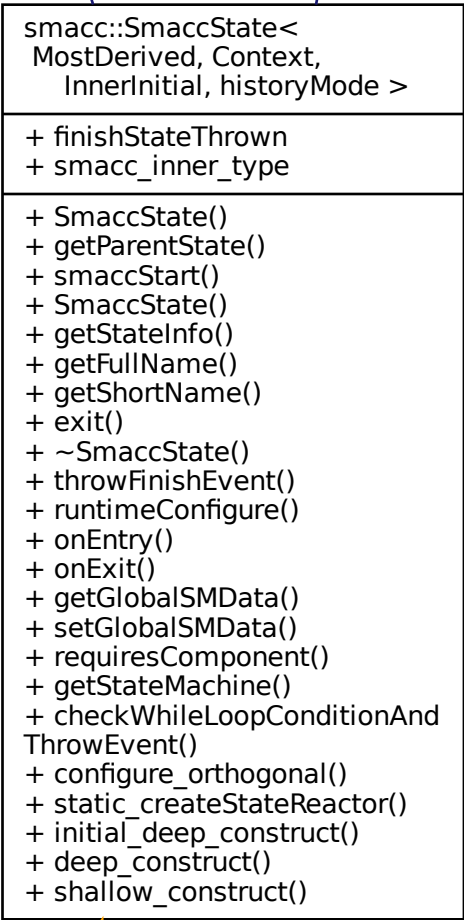 smacc::SmaccState<
MostDerived, Context,
InnerInitial, historyMode >
+ finishStateThrown
+ smacc_inner_type
+ SmaccState()
+ getParentState()
+ smaccStart()
+ SmaccState()
+ getStateInfo()
+ getFullName()
+ getShortName()
+ exit()
+ ~SmaccState()
+ throwFinishEvent()
+ runtimeConfigure()
+ onEntry()
+ onExit()
+ getGlobalSMData()
+ setGlobalSMData()
+ requiresComponent()
+ getStateMachine()
+ checkWhileLoopConditionAnd
ThrowEvent()
+ configure_orthogonal()
+ static_createStateReactor()
+ initial_deep_construct()
+ deep_construct()
+ shallow_construct()